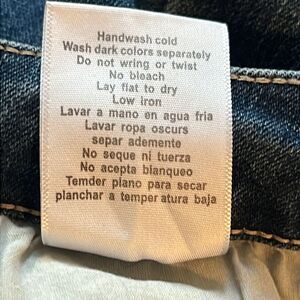 Handwash cold
Wash dark colors separately
Do not wring or twist
No bleach
Lay flat to dry
Low iron
Lavar a mano en agua fria
Lavar ropa oscurs
separ ademente
No seque ni tuerza
No acepta blanqueo
Temder plano para secar
planchar a temper atura baja